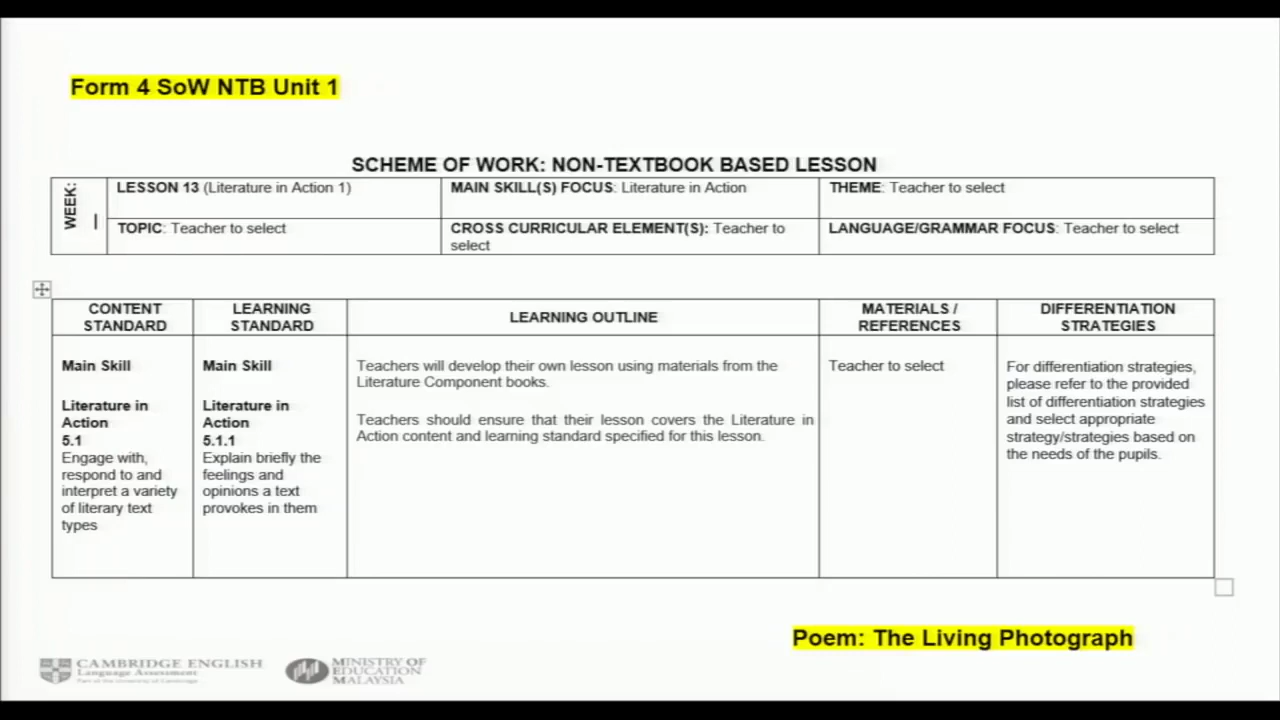 Form 4 SoW NTB Unit 1
SCHEME OF WORK: NON-TEXTBOOK BASED LESSON
WEEK:
LESSON 13 (Literature in Action 1)
MAIN SKILL(S) FOCUS: Literature in Action
THEME: Teacher to select
TOPIC: Teacher to select
CROSS CURRICULAR ELEMENT(S): Teacher to
select
LANGUAGE/GRAMMAR FOCUS: Teacher to select
CONTENT
STANDARD
LEARNING
STANDARD
LEARNING OUTLINE
MATERIALS /
REFERENCES
DIFFERENTIATION
STRATEGIES
Main Skill
Literature in
Action
5.1
Engage with,
respond to and
interpret a variety
of literary text
types
Main Skill
Literature in
Action
5.1.1
Explain briefly the
feelings and
opinions a text
provokes in them
Teachers will develop their own lesson using materials from the
Literature Component books.
Teachers should ensure that their lesson covers the Literature in
Action content and learning standard specified for this lesson.
Teacher to select
For differentiation strategies,
please refer to the provided
list of differentiation strategies
and select appropriate
strategy/strategies based on
the needs of the pupils.
Poem: The Living Photograph
CAMBRIDGE ENGLISH
Language Assessment
Part of the University of Cambridge
MINISTRY OF
EDUCATION
MALAYSIA